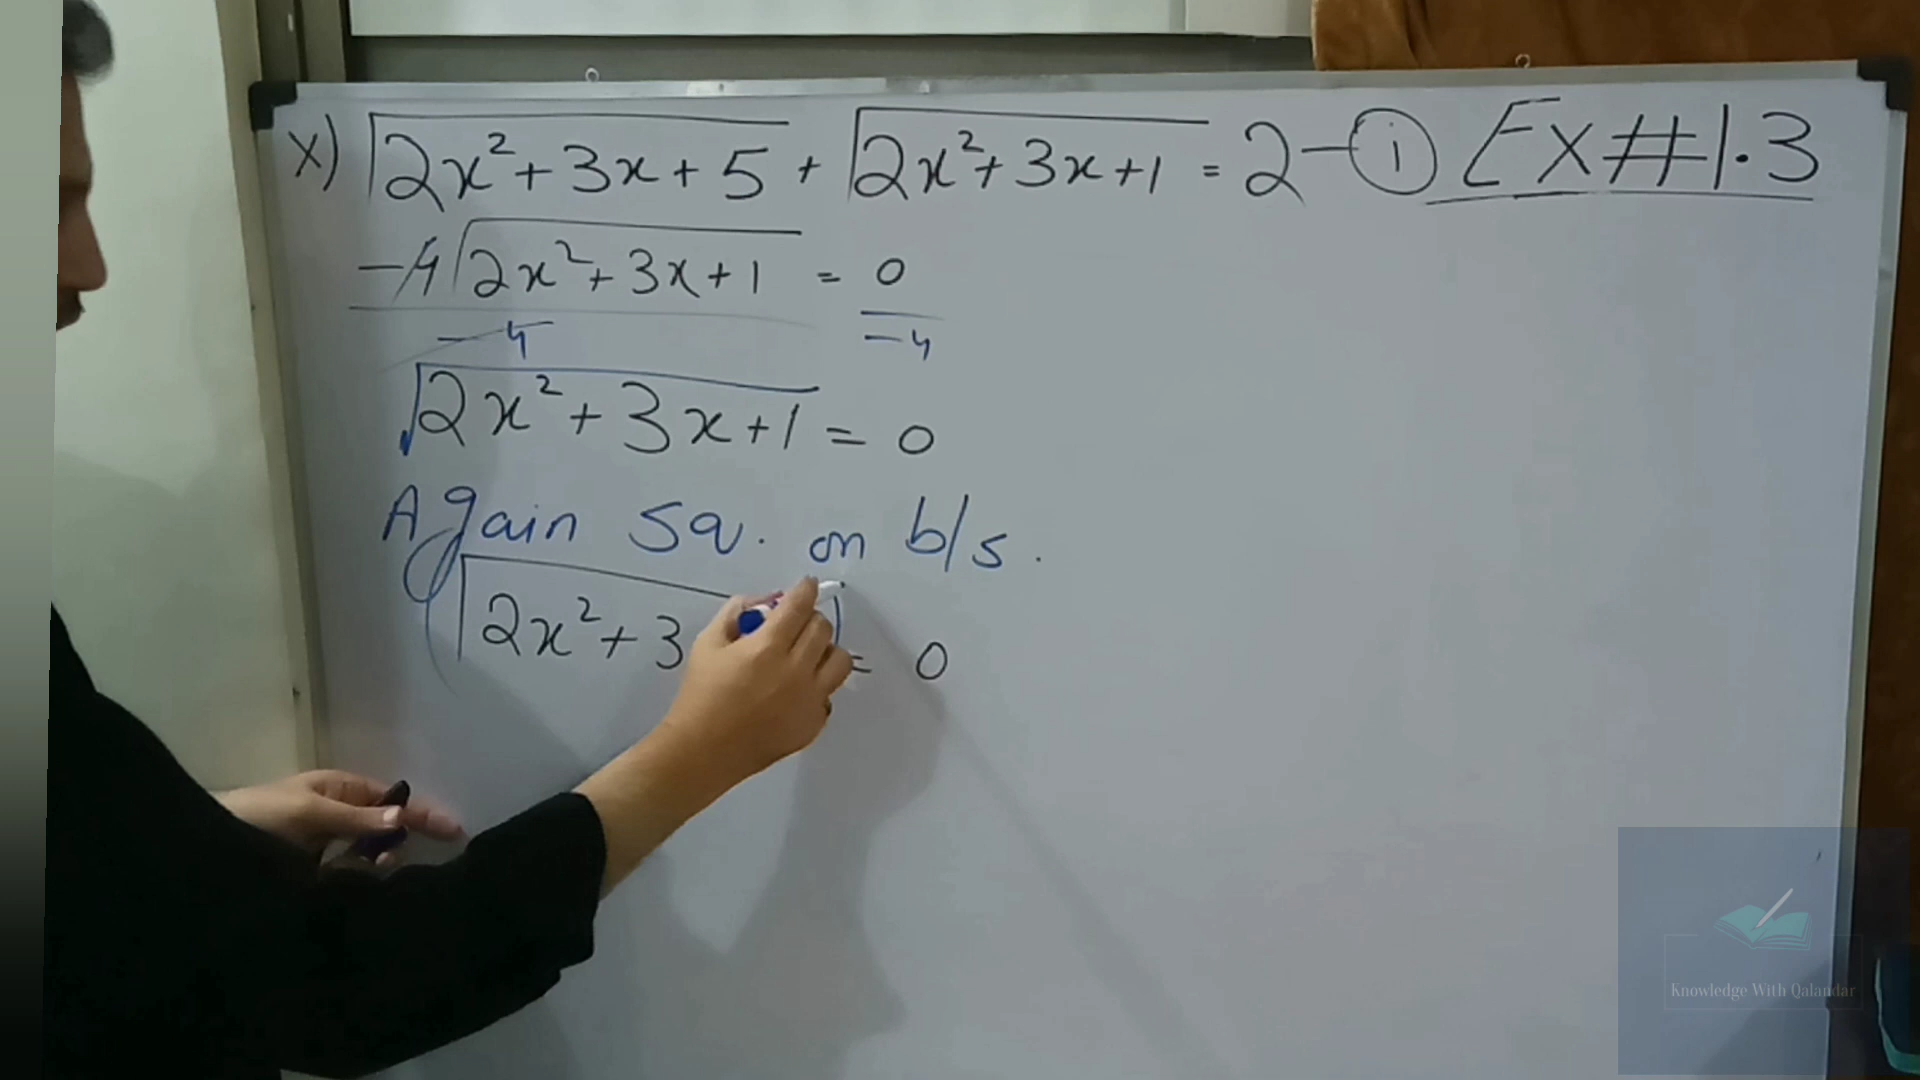 x) √2x²+3x+5 + √2x²+3x+1 = 2 – (i) Ex#1.3
-4√2x²+3x+1 = 0
-4 -4
√2x²+3x+1 = 0
Again sq. on b/s.
(√2x²+3 ) = 0
Knowledge With Qalandar